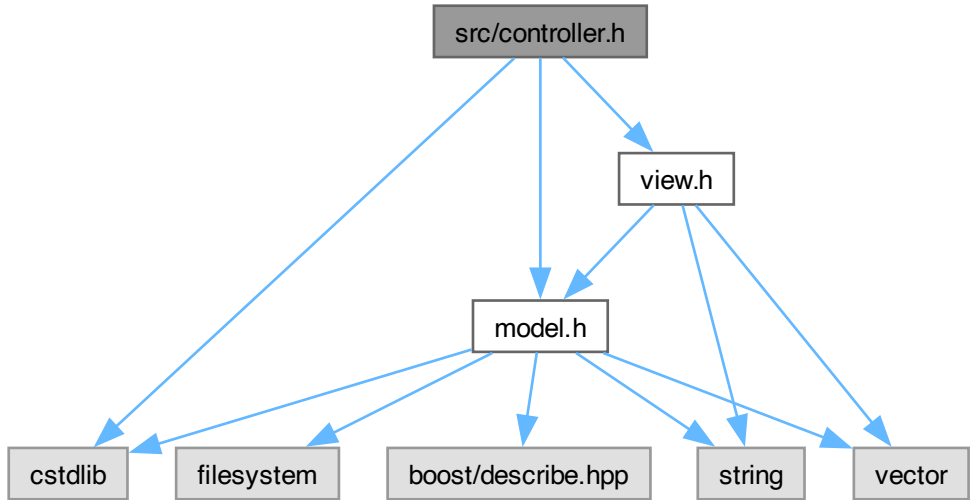 src/controller.h
view.h
model.h
cstdlib
filesystem
boost/describe.hpp
string
vector